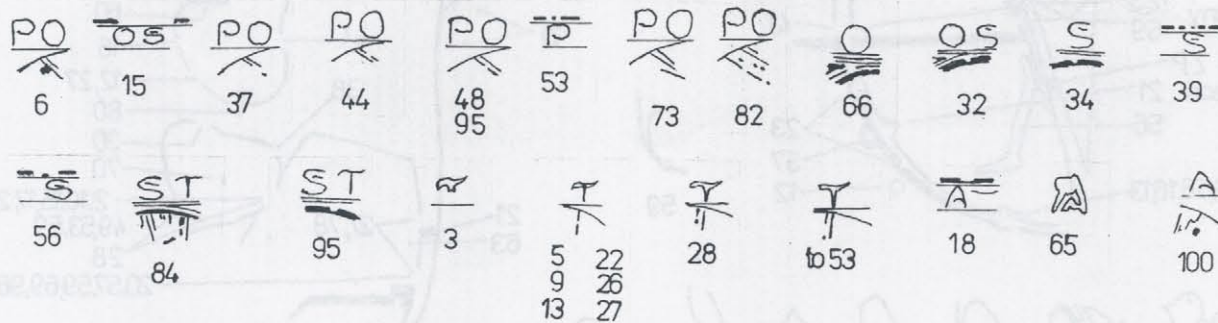 PO OS PO PO PO P PO PO O OS S S
6 15 37 44 48 53 73 82 66 32 34 39
95
S ST ST T T T A A A
56 84 95 3 5 22 28 to53 18 65 100
9 26
13 27